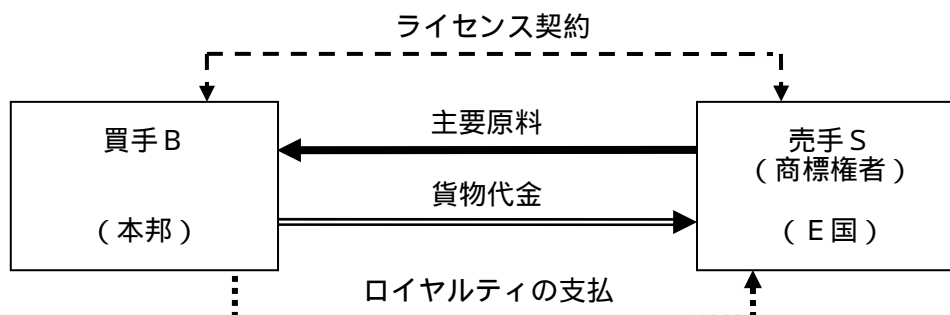 ライセンス契約
買手Ｂ
（本邦）
主要原料
貨物代金
売手Ｓ
（商標権者）
（Ｅ国）
ロイヤルティの支払